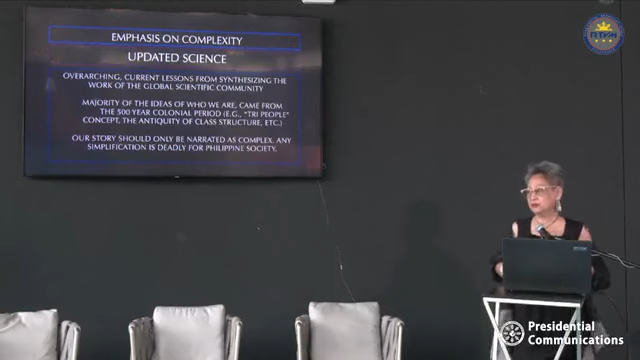 EMPHASIS ON COMPLEXITY
UPDATED SCIENCE
OVERARCHING, CURRENT LESSONS FROM SYNTHESIZING THE
WORK OF THE GLOBAL SCIENTIFIC COMMUNITY
MAJORITY OF THE IDEAS OF WHO WE ARE, CAME FROM
THE 500 YEAR COLONIAL PERIOD (E.G., "TRI PEOPLE"
CONCEPT, THE ANTIQUITY OF CLASS STRUCTURE, ETC.)
OUR STORY SHOULD ONLY BE NARRATED AS COMPLEX. ANY
SIMPLIFICATION IS DEADLY FOR PHILIPPINE SOCIETY.
RTVM
Presidential
Communications